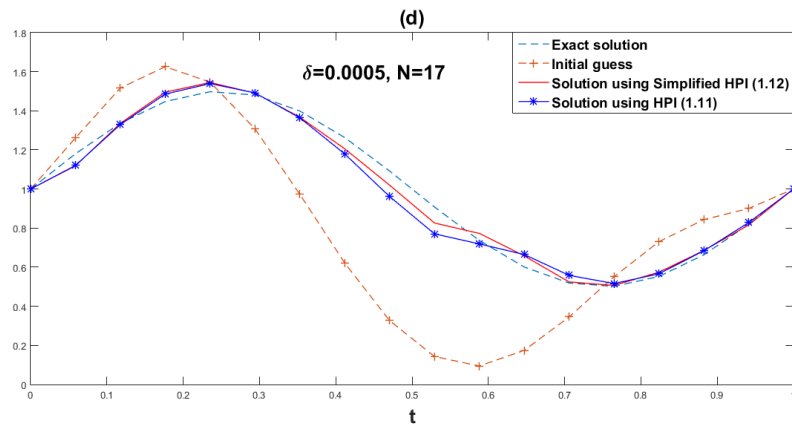 (d)
δ=0.0005, N=17
Exact solution
Initial guess
Solution using Simplified HPI (1.12)
Solution using HPI (1.11)
1.8
1.6
1.4
1.2
1
0.8
0.6
0.4
0.2
0
0 0.1 0.2 0.3 0.4 0.5 0.6 0.7 0.8 0.9 1
t